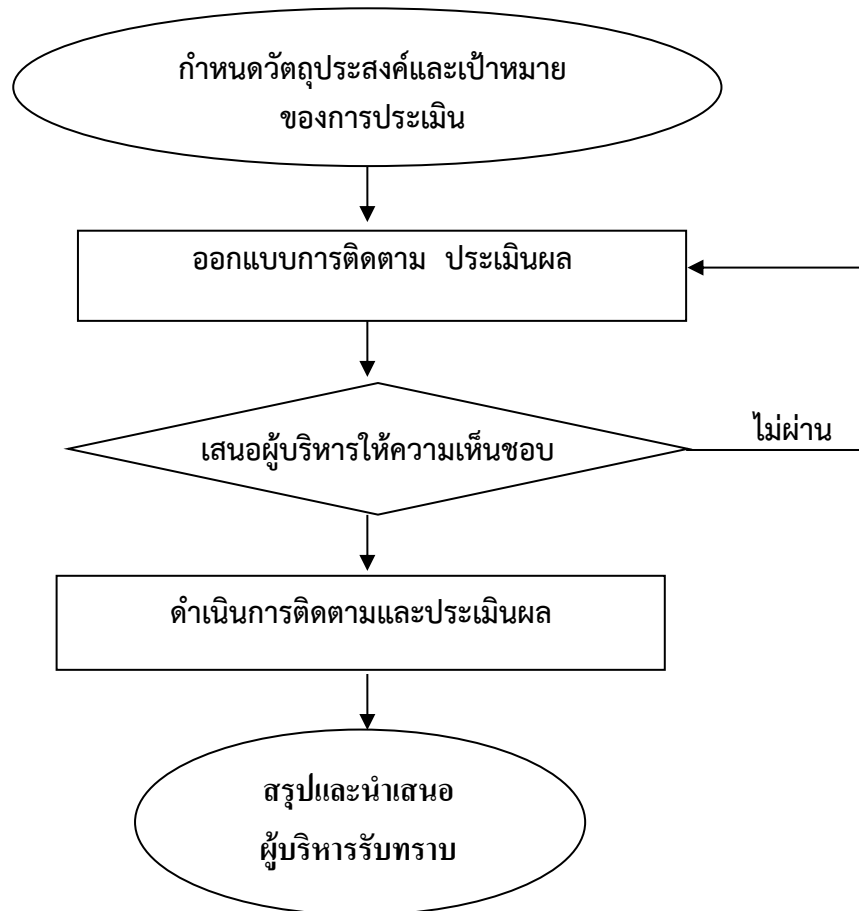 กำหนดวัตถุประสงค์และเป้าหมาย
ของการประเมิน
ออกแบบการติดตาม ประเมินผล
เสนอผู้บริหารให้ความเห็นชอบ
ไม่ผ่าน
ดำเนินการติดตามและประเมินผล
สรุปและนำเสนอ
ผู้บริหารรับทราบ